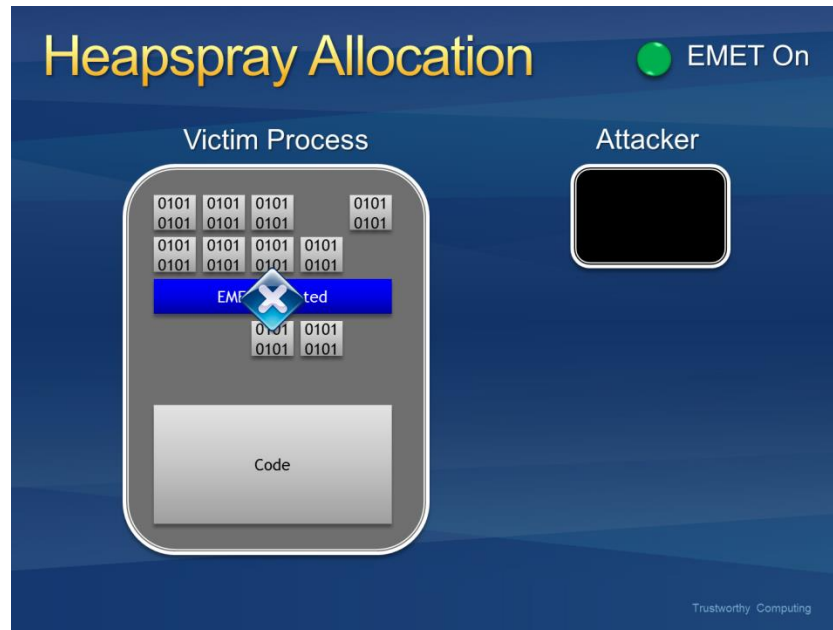 Heapspray Allocation
EMET On
Victim Process
Attacker
0101 0101 0101 0101
0101 0101 0101 0101
0101 0101 0101 0101
0101 0101 0101 0101
0101 0101
0101 0101
Code
Trustworthy Computing